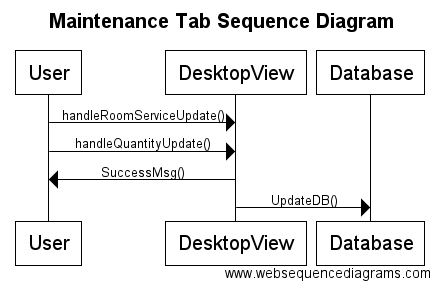 Maintenance Tab Sequence Diagram
User
DesktopView
Database
handleRoomServiceUpdate()
handleQuantityUpdate()
SuccessMsg()
UpdateDB()
User
DesktopView
Database
www.websequencediagrams.com